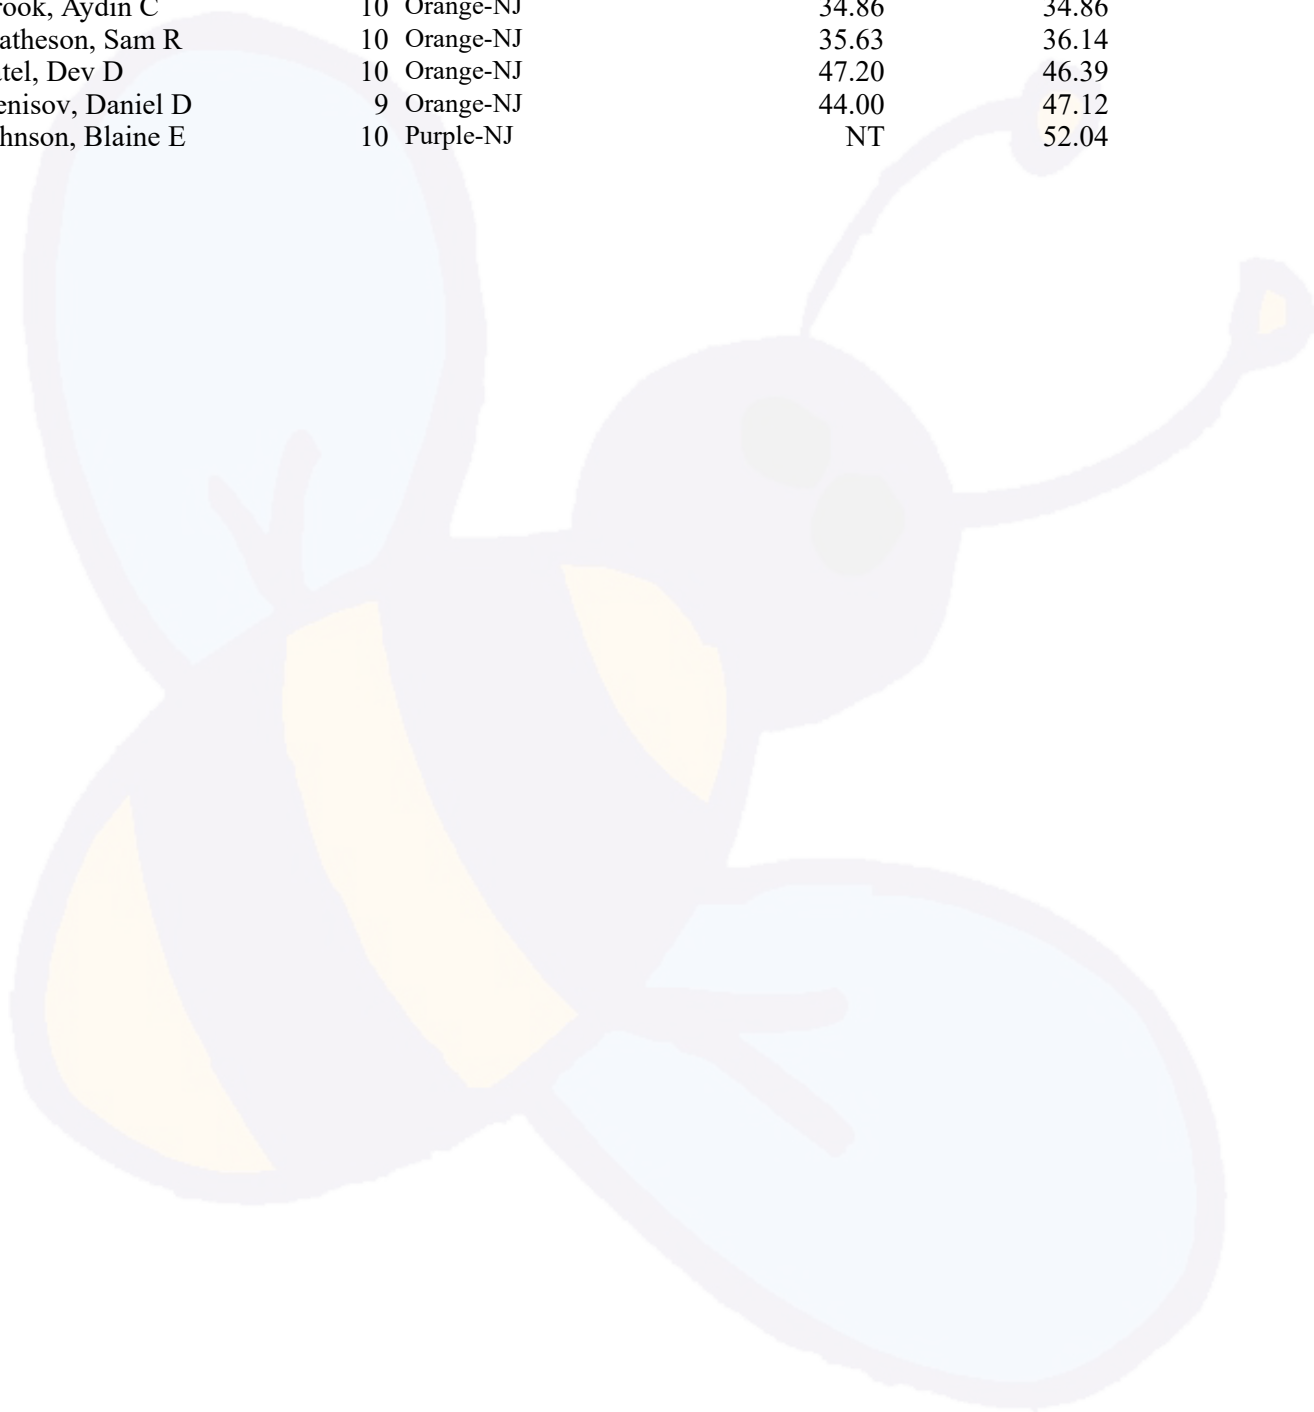 rook, Aydin C 10 Orange-NJ 34.86 34.86
atheson, Sam R 10 Orange-NJ 35.63 36.14
tel, Dev D 10 Orange-NJ 47.20 46.39
enisov, Daniel D 9 Orange-NJ 44.00 47.12
hnson, Blaine E 10 Purple-NJ NT 52.04